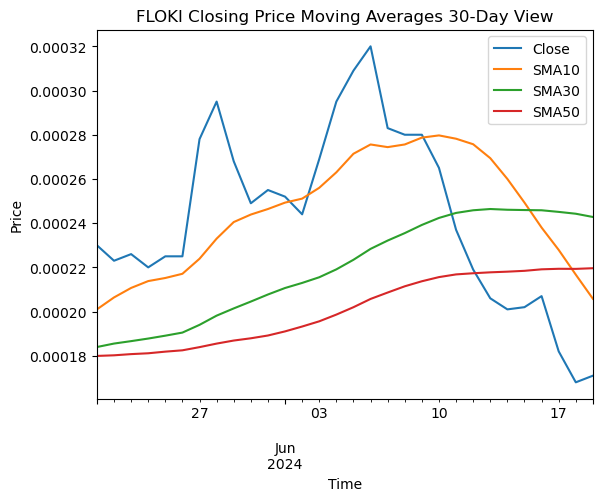 FLOKI Closing Price Moving Averages 30-Day View
Close
SMA10
SMA30
SMA50
0.00032
0.00030
0.00028
0.00026
0.00024
0.00022
0.00020
0.00018
Price
27
03
10
17
Jun
2024
Time